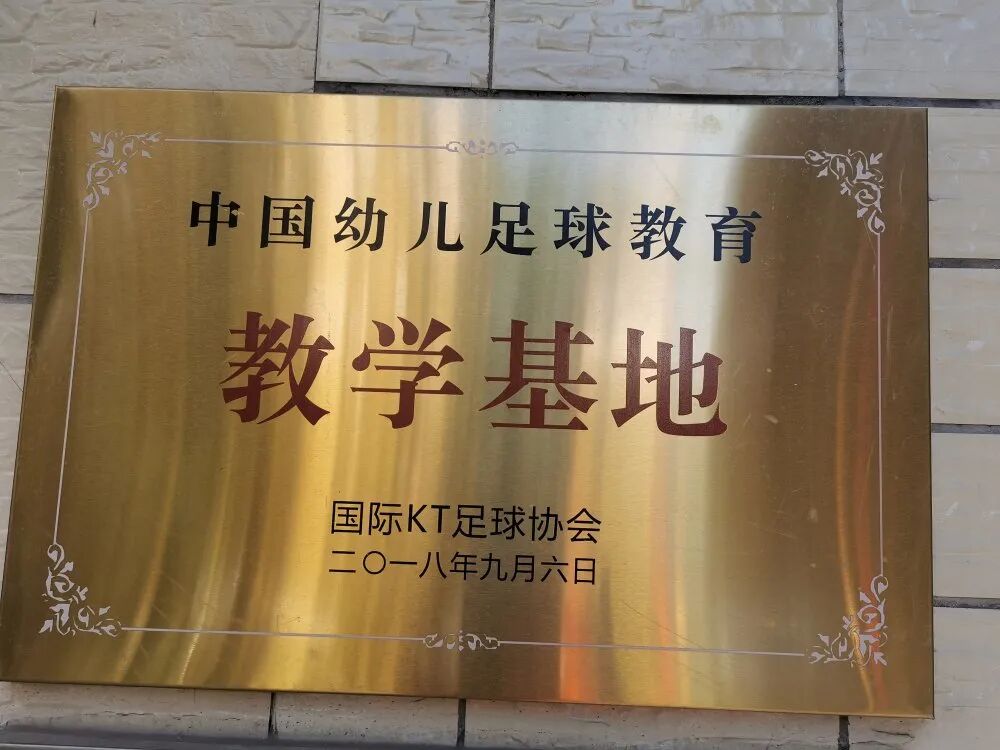 中国幼儿足球教育
教学基地
国际KT足球协会
二〇一八年九月六日